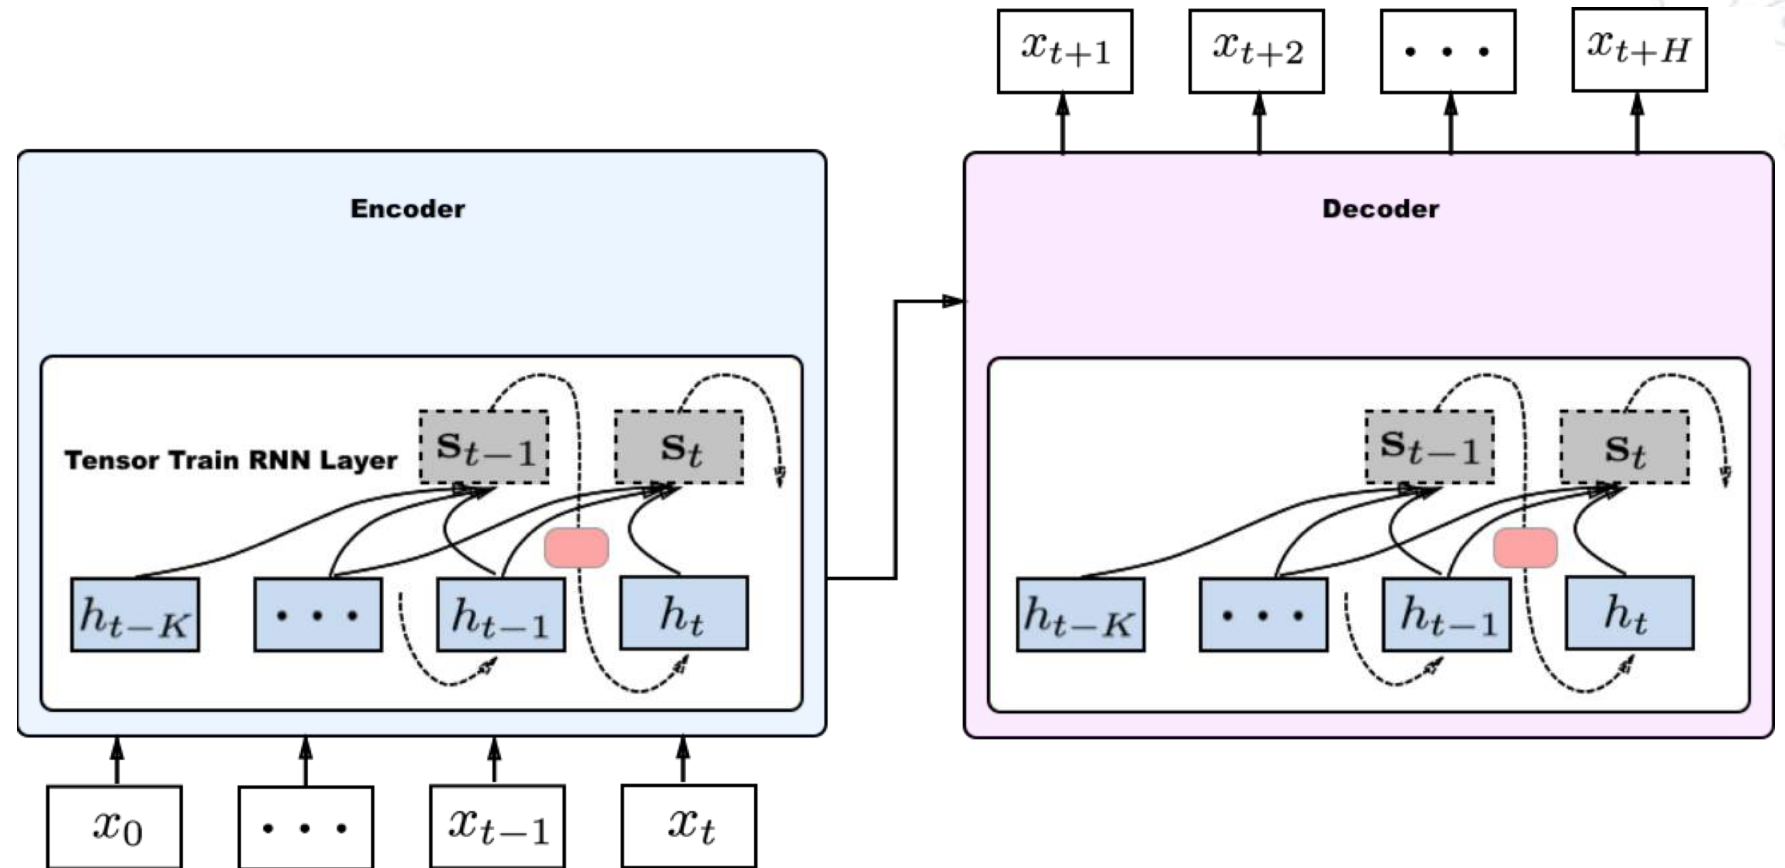 x_{t+1} x_{t+2} · · · x_{t+H}
Encoder
Decoder
s_{t-1} s_t
Tensor Train RNN Layer
h_{t-K} · · · h_{t-1} h_t
s_{t-1} s_t
h_{t-K} · · · h_{t-1} h_t
x_0 · · · x_{t-1} x_t